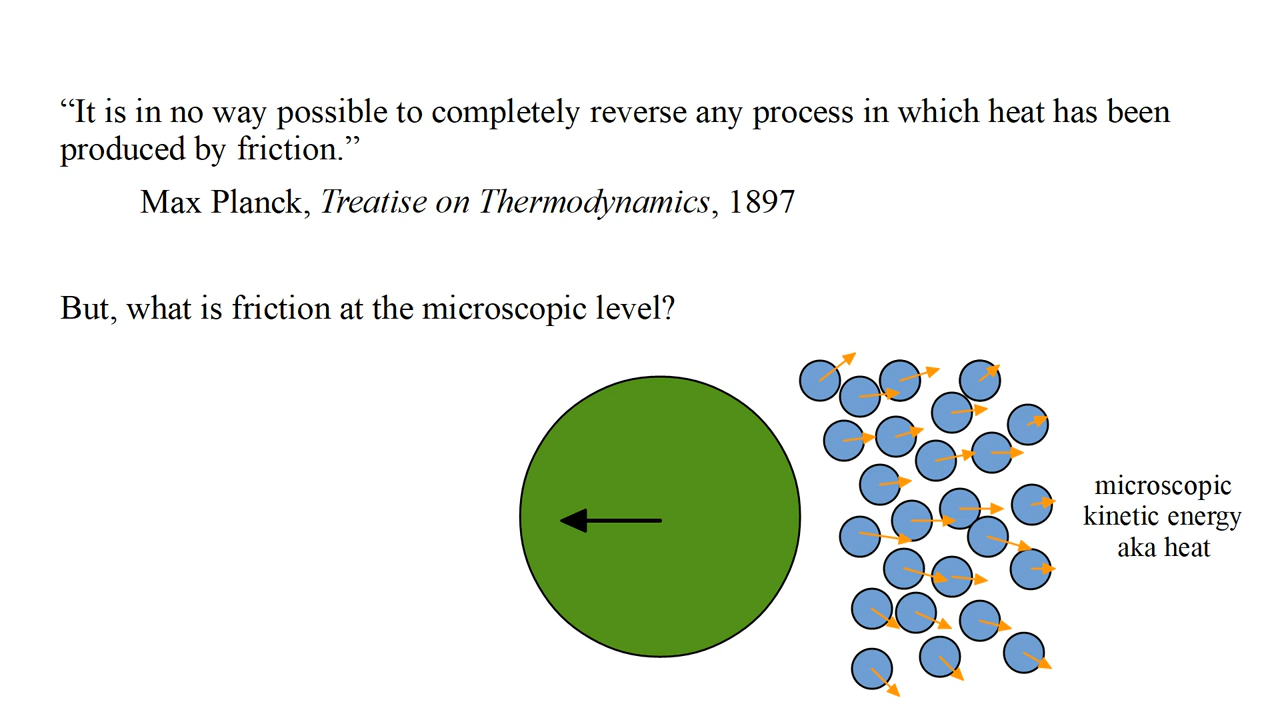 “It is in no way possible to completely reverse any process in which heat has been
produced by friction.”
Max Planck, Treatise on Thermodynamics, 1897
But, what is friction at the microscopic level?
microscopic
kinetic energy
aka heat